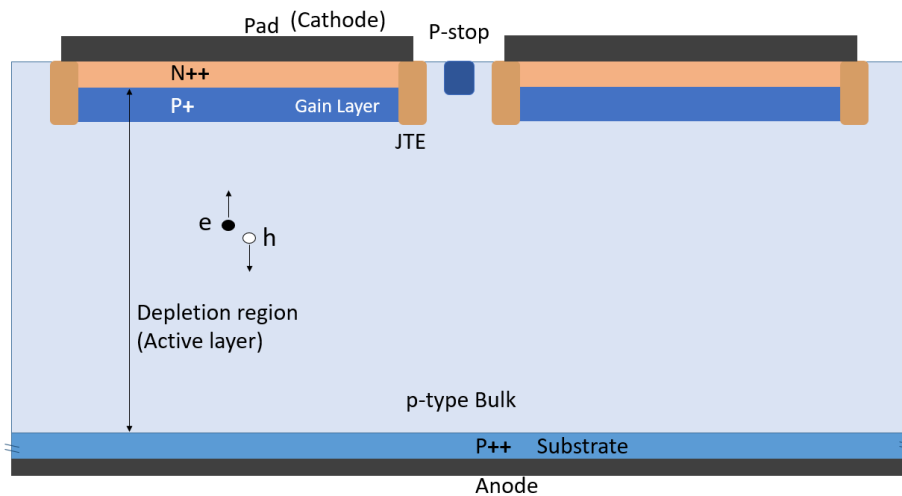 Pad (Cathode)
P-stop
N++
P+ Gain Layer
JTE
e
h
Depletion region
(Active layer)
p-type Bulk
P++ Substrate
Anode